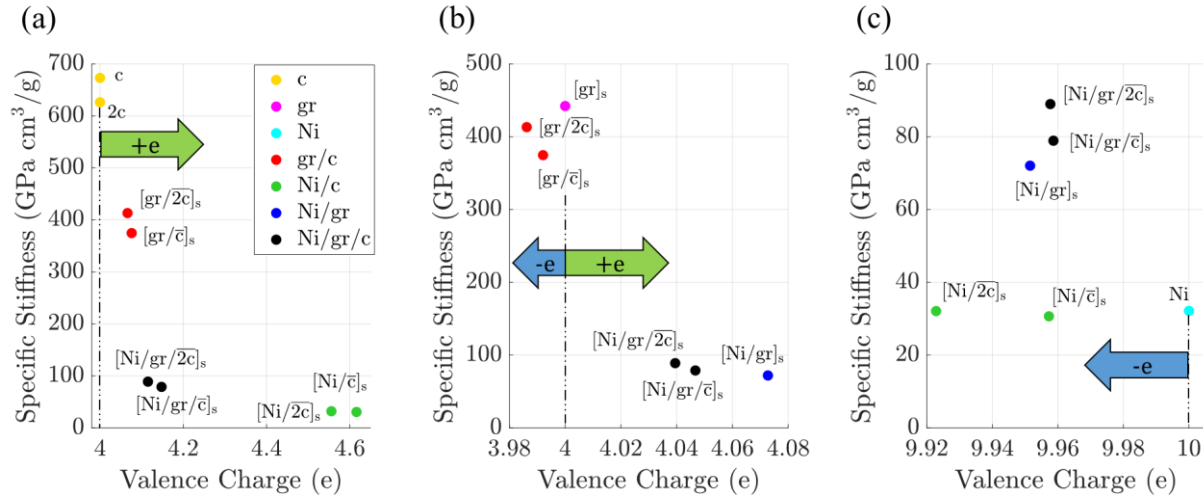 (a)
Specific Stiffness (GPa cm³/g)
700
600
500
400
300
200
100
0
c
2c
+e
[gr/2c̅]ₛ
[gr/c̅]ₛ
[Ni/gr/2c̅]ₛ
[Ni/gr/c̅]ₛ
[Ni/c̅]ₛ
[Ni/2c̅]ₛ
c
gr
Ni
gr/c
Ni/c
Ni/gr
Ni/gr/c
4 4.2 4.4 4.6
Valence Charge (e)
(b)
Specific Stiffness (GPa cm³/g)
500
400
300
200
100
0
[gr]ₛ
[gr/2c̅]ₛ
[gr/c̅]ₛ
-e +e
[Ni/gr/2c̅]ₛ
[Ni/gr]ₛ
[Ni/gr/c̅]ₛ
3.98 4 4.02 4.04 4.06 4.08
Valence Charge (e)
(c)
Specific Stiffness (GPa cm³/g)
100
80
60
40
20
0
[Ni/gr/2c̅]ₛ
[Ni/gr/c̅]ₛ
[Ni/gr]ₛ
[Ni/2c̅]ₛ
[Ni/c̅]ₛ
Ni
-e
9.92 9.94 9.96 9.98 10
Valence Charge (e)